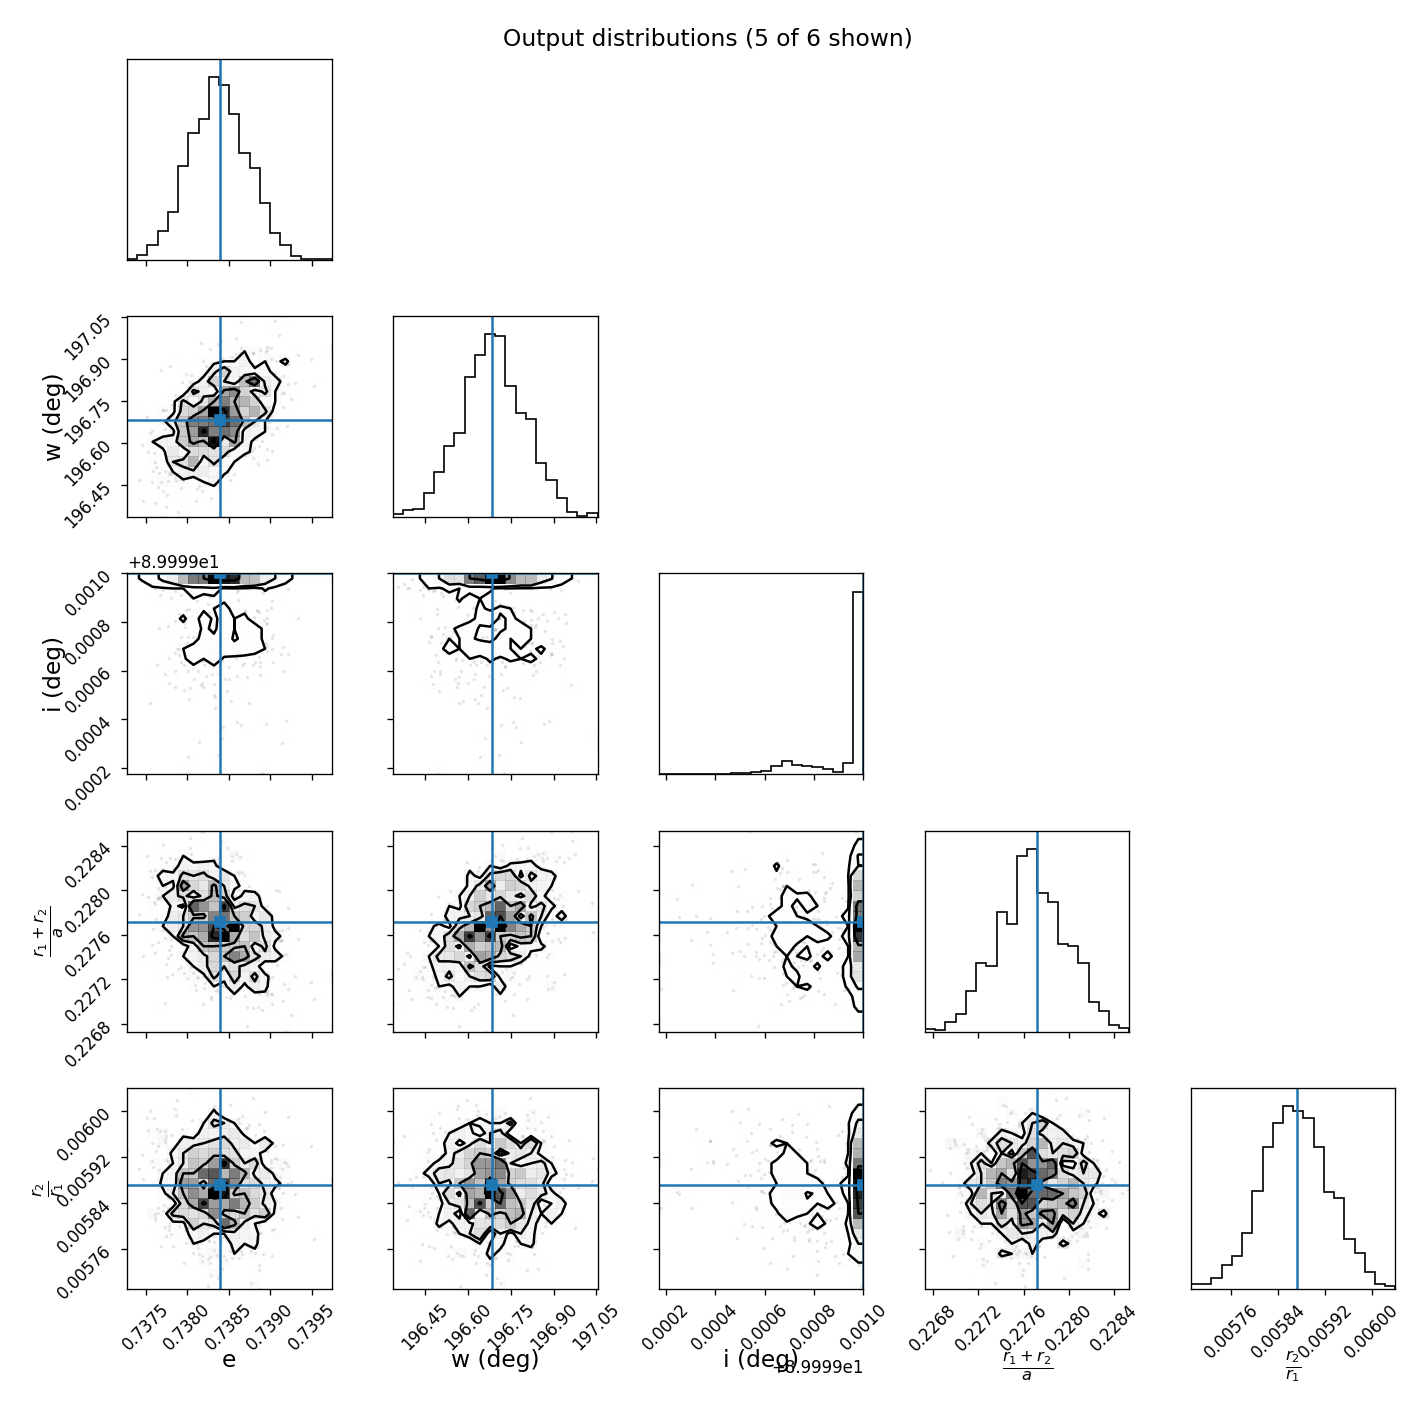 Output distributions (5 of 6 shown)
197.05
196.90
196.75
196.60
196.45
w (deg)
+8.9999e1
0.0010
0.0008
0.0006
0.0004
0.0002
i (deg)
0.2284
0.2280
0.2276
0.2272
0.2268
r1 + r2
a
0.00600
0.00592
0.00584
0.00576
r2
r1
0.7375 0.7380 0.7385 0.7390 0.7395
e
196.45 196.60 196.75 196.90 197.05
w (deg)
0.0002 0.0004 0.0006 0.0008 0.0010
i (deg)
+8.9999e1
0.2268 0.2272 0.2276 0.2280 0.2284
r1 + r2
a
0.00576 0.00584 0.00592 0.00600
r2
r1